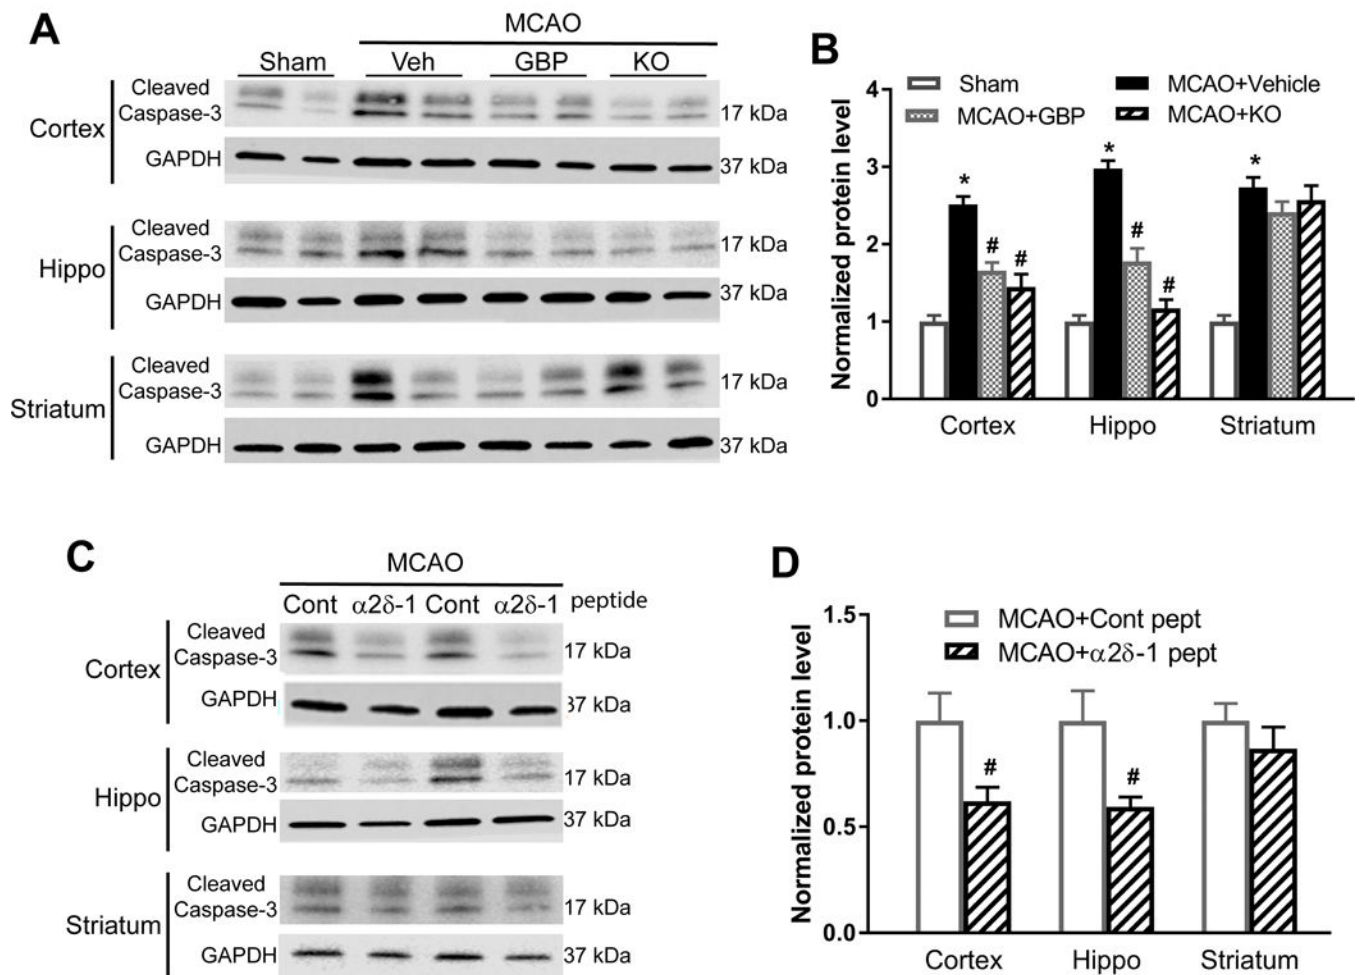 A
MCAO
Sham Veh GBP KO
Cortex
Cleaved
Caspase-3
17 kDa
GAPDH
37 kDa
Hippo
Cleaved
Caspase-3
17 kDa
GAPDH
37 kDa
Striatum
Cleaved
Caspase-3
17 kDa
GAPDH
37 kDa
B
Sham
MCAO+Vehicle
MCAO+GBP
MCAO+KO
Normalized protein level
4
3
2
1
0
*
#
#
*
#
#
*
Cortex Hippo Striatum
C
MCAO
Cont α2δ-1 Cont α2δ-1 peptide
Cortex
Cleaved
Caspase-3
17 kDa
GAPDH
37 kDa
Hippo
Cleaved
Caspase-3
17 kDa
GAPDH
37 kDa
Striatum
Cleaved
Caspase-3
17 kDa
GAPDH
37 kDa
D
MCAO+Cont pept
MCAO+α2δ-1 pept
Normalized protein level
1.5
1.0
0.5
0.0
#
#
Cortex Hippo Striatum